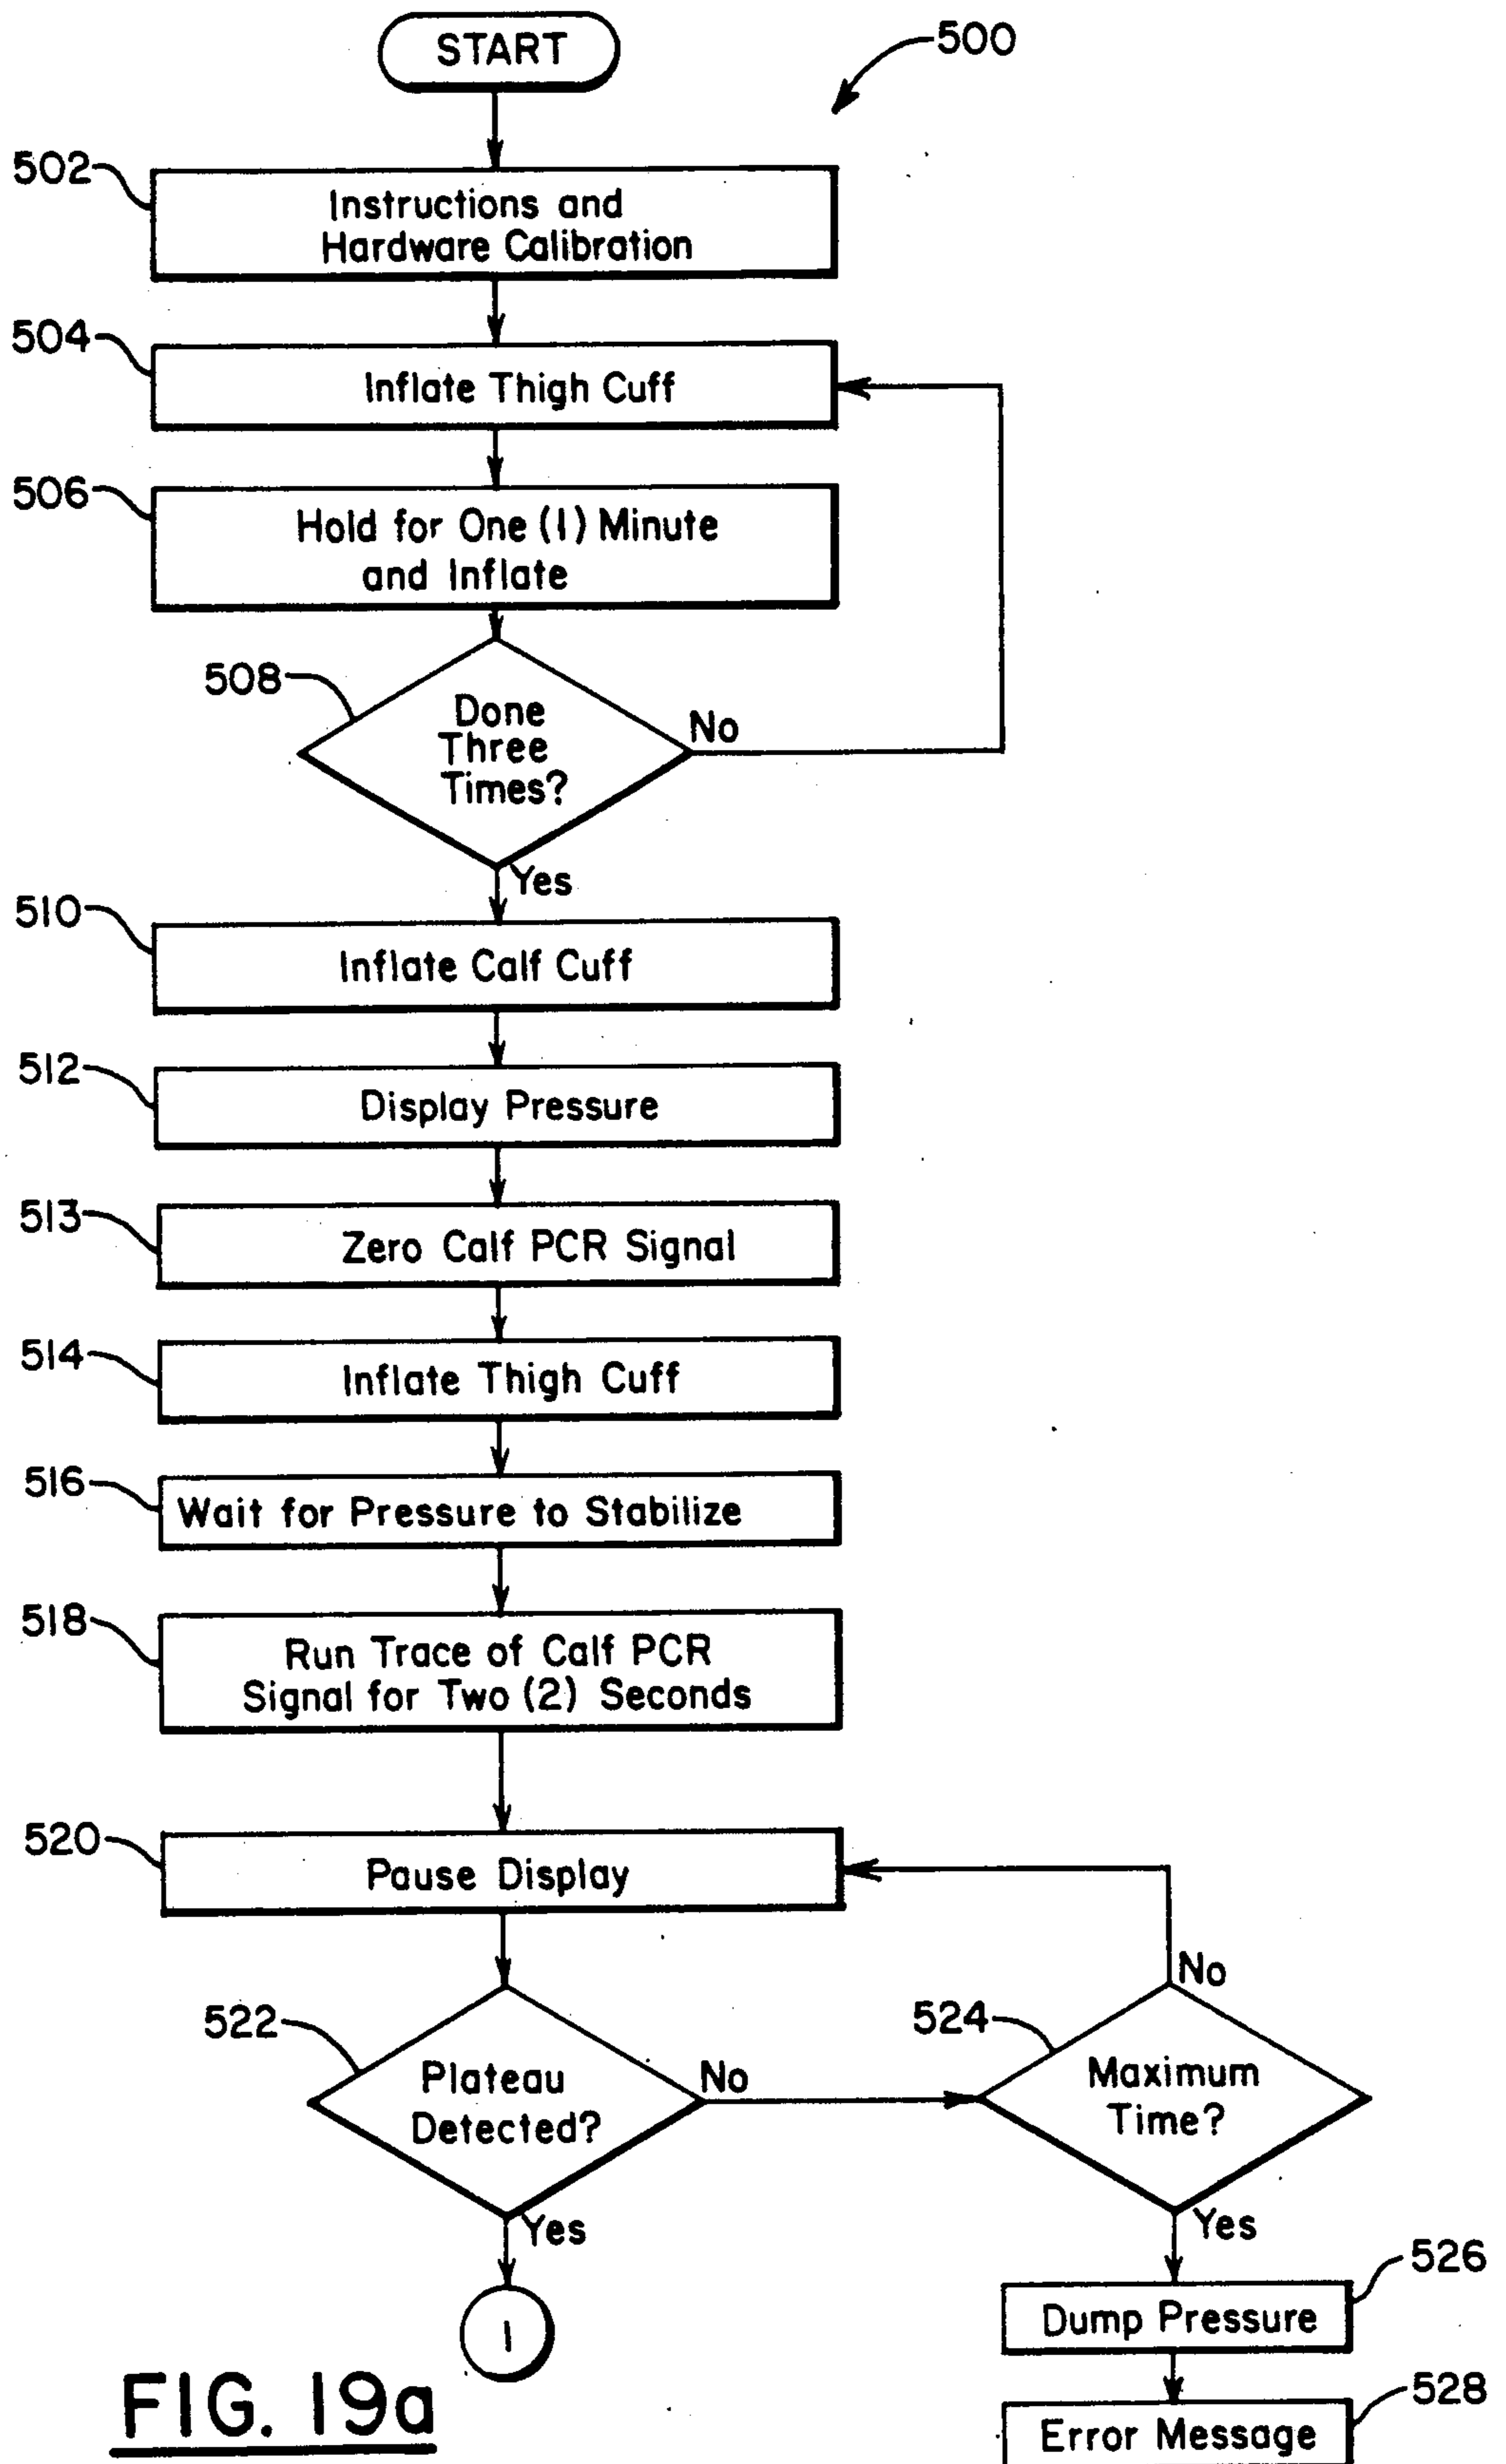 START
500
502
Instructions and
Hardware Calibration
504
Inflate Thigh Cuff
506
Hold for One (1) Minute
and Inflate
508
Done
Three
Times?
No
Yes
510
Inflate Calf Cuff
512
Display Pressure
513
Zero Calf PCR Signal
514
Inflate Thigh Cuff
516
Wait for Pressure to Stabilize
518
Run Trace of Calf PCR
Signal for Two (2) Seconds
520
Pause Display
522
Plateau
Detected?
No
Yes
524
Maximum
Time?
No
Yes
1
526
Dump Pressure
528
Error Message
FIG. 19a